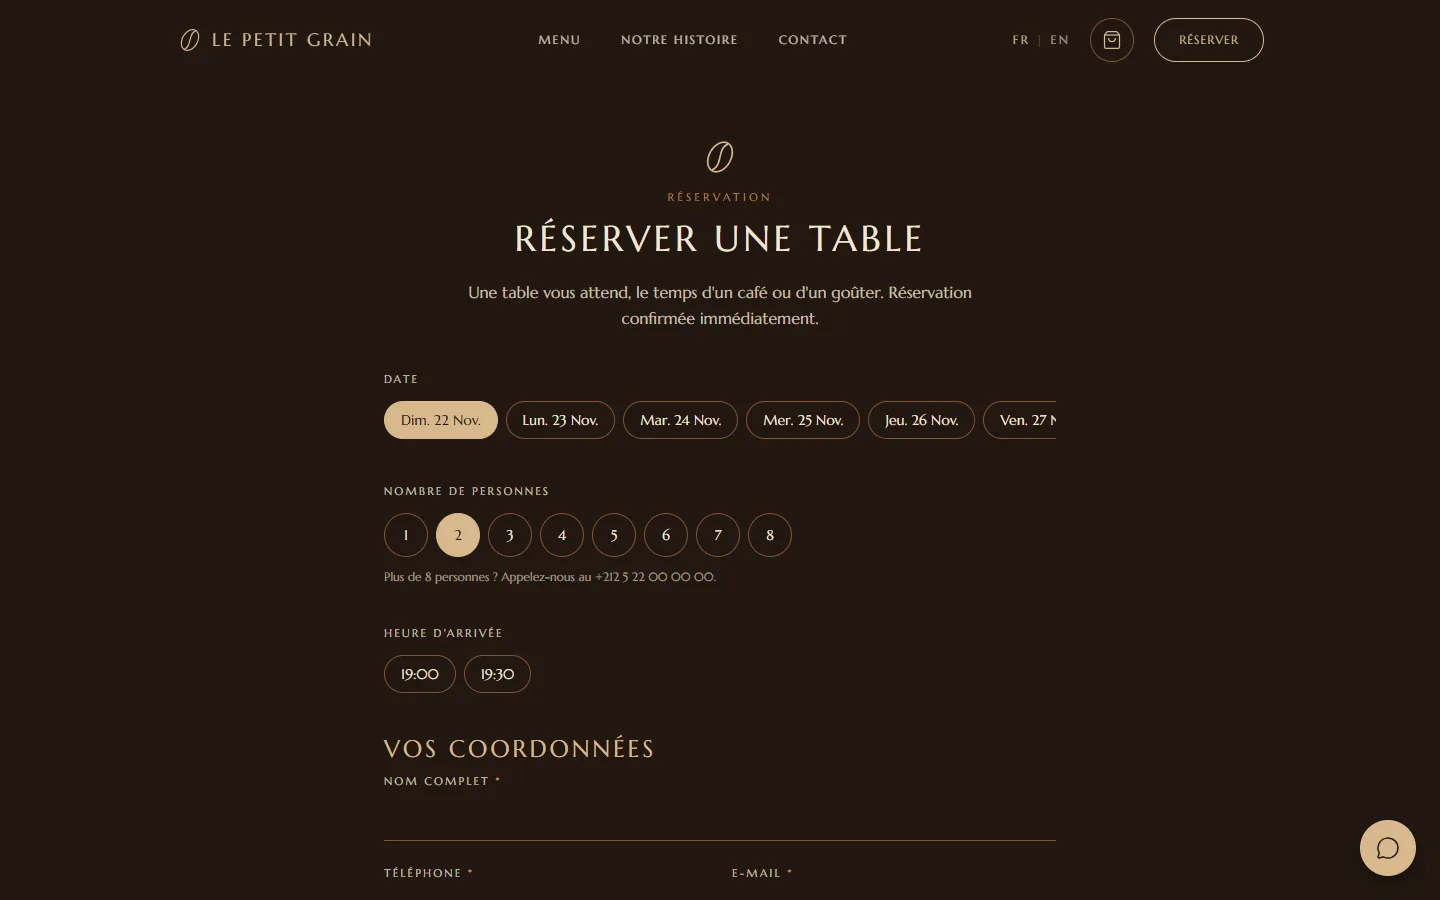 LE PETIT GRAIN
MENU
NOTRE HISTOIRE
CONTACT
FR | EN
RÉSERVER
RÉSERVATION
RÉSERVER UNE TABLE
Une table vous attend, le temps d'un café ou d'un goûter. Réservation
confirmée immédiatement.
DATE
Dim. 22 Nov.
Lun. 23 Nov.
Mar. 24 Nov.
Mer. 25 Nov.
Jeu. 26 Nov.
Ven. 27 N
NOMBRE DE PERSONNES
1 2 3 4 5 6 7 8
Plus de 8 personnes ? Appelez-nous au +212 5 22 00 00 00.
HEURE D'ARRIVÉE
19:00 19:30
VOS COORDONNÉES
NOM COMPLET *
TÉLÉPHONE *
E-MAIL *